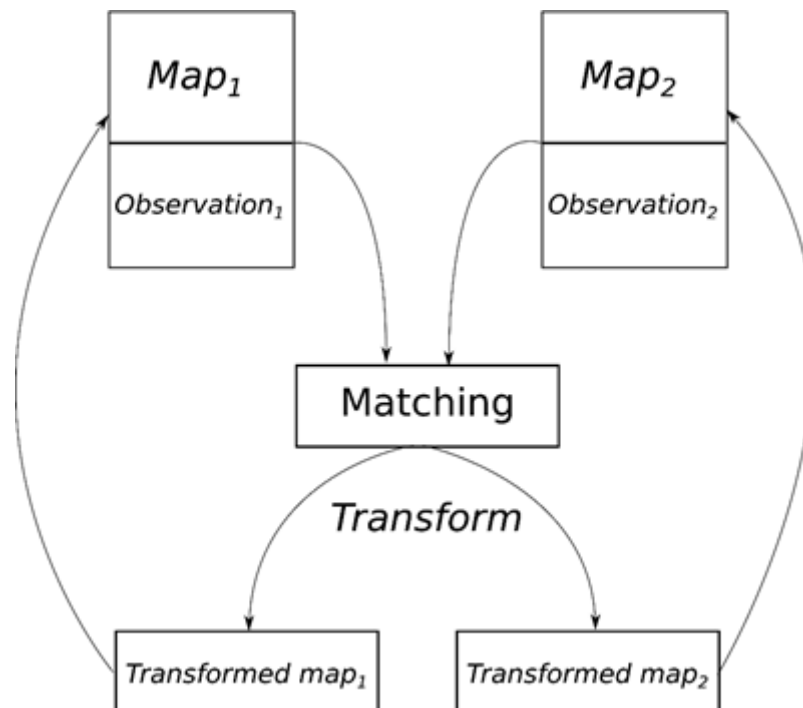 Map₁
Map₂
Observation₁
Observation₂
Matching
Transform
Transformed map₁
Transformed map₂